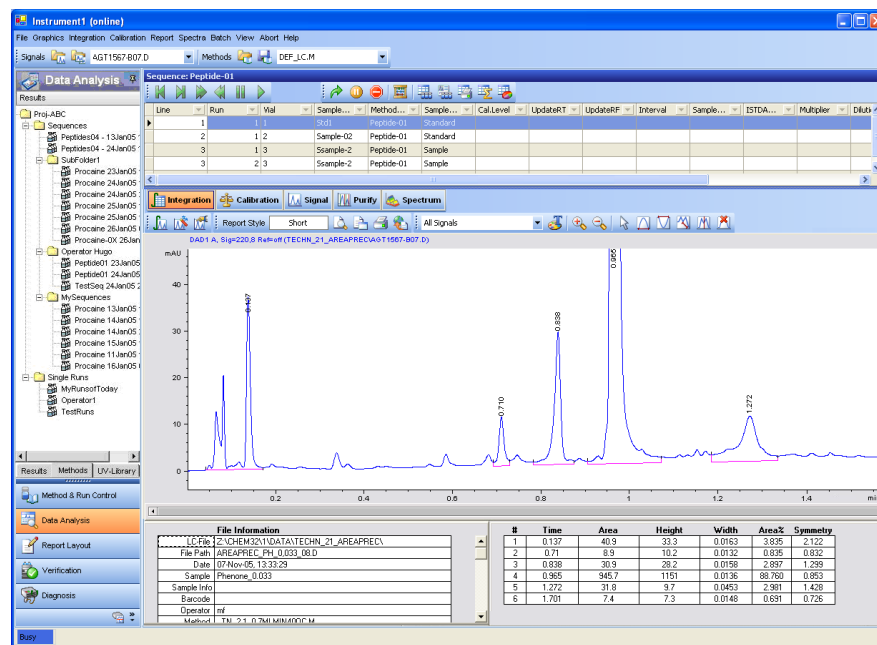 Instrument1 (online)
File Graphics Integration Calibration Report Spectra Batch View Abort Help
Signals AGT1567-B07.D Methods DEF_LC.M
Data Analysis
Results
Proj-ABC
Sequences
Peptides04 - 13Jan05
Peptides04 - 24Jan05
SubFolder1
Procaine 23Jan05
Procaine 24Jan05
Procaine 24Jan05
Procaine 25Jan05
Procaine 25Jan05
Procaine 26Jan05
Procaine-0X 26Jan
Operator Hugo
Peptide01 23Jan05
Peptide01 24Jan05
TestSeq 24Jan05 2
MySequences
Procaine 13Jan05
Procaine 14Jan05
Procaine 14Jan05
Procaine 15Jan05
Procaine 11Jan05
Procaine 16Jan05
Single Runs
MyRunsofToday
Operator1
TestRuns
Results Methods UV-Library
Method & Run Control
Data Analysis
Report Layout
Verification
Diagnosis
Busy
Sequence: Peptide-01
Line Run Vial Sample... Method... Sample... Cal.Level UpdateRT UpdateRF Interval Sample... ISTDA... Multiplier Diluti
1 1 1 Std1 Peptide-01 Standard
2 1 2 Sample-02 Peptide-01 Standard
3 1 3 Ssample-2 Peptide-01 Sample
3 2 3 Ssample-2 Peptide-01 Sample
Integration Calibration Signal Purify Spectrum
Report Style Short All Signals
DAD1 A, Sig=220,8 Ref=off (TECHN_21_AREAPREC\AGT1567-B07.D)
mAU
40
30
20
10
0
0.137
0.710
0.838
0.965
1.272
0.2 0.4 0.6 0.8 1 1.2 1.4 mi
File Information
LC-File Z:\CHEM32\1\DATA\TECHN_21_AREAPREC\
File Path AREAPREC_PH_0,033_08.D
Date 07-Nov-05, 13:33:29
Sample Phenone_0.033
Sample Info
Barcode
Operator mf
# Time Area Height Width Area% Symmetry
1 0.137 40.9 33.3 0.0163 3.835 2.122
2 0.71 8.9 10.2 0.0132 0.835 0.832
3 0.838 30.9 28.2 0.0158 2.897 1.299
4 0.965 945.7 1151 0.0136 88.760 0.853
5 1.272 31.8 9.7 0.0453 2.981 1.428
6 1.701 7.4 7.3 0.0148 0.691 0.726